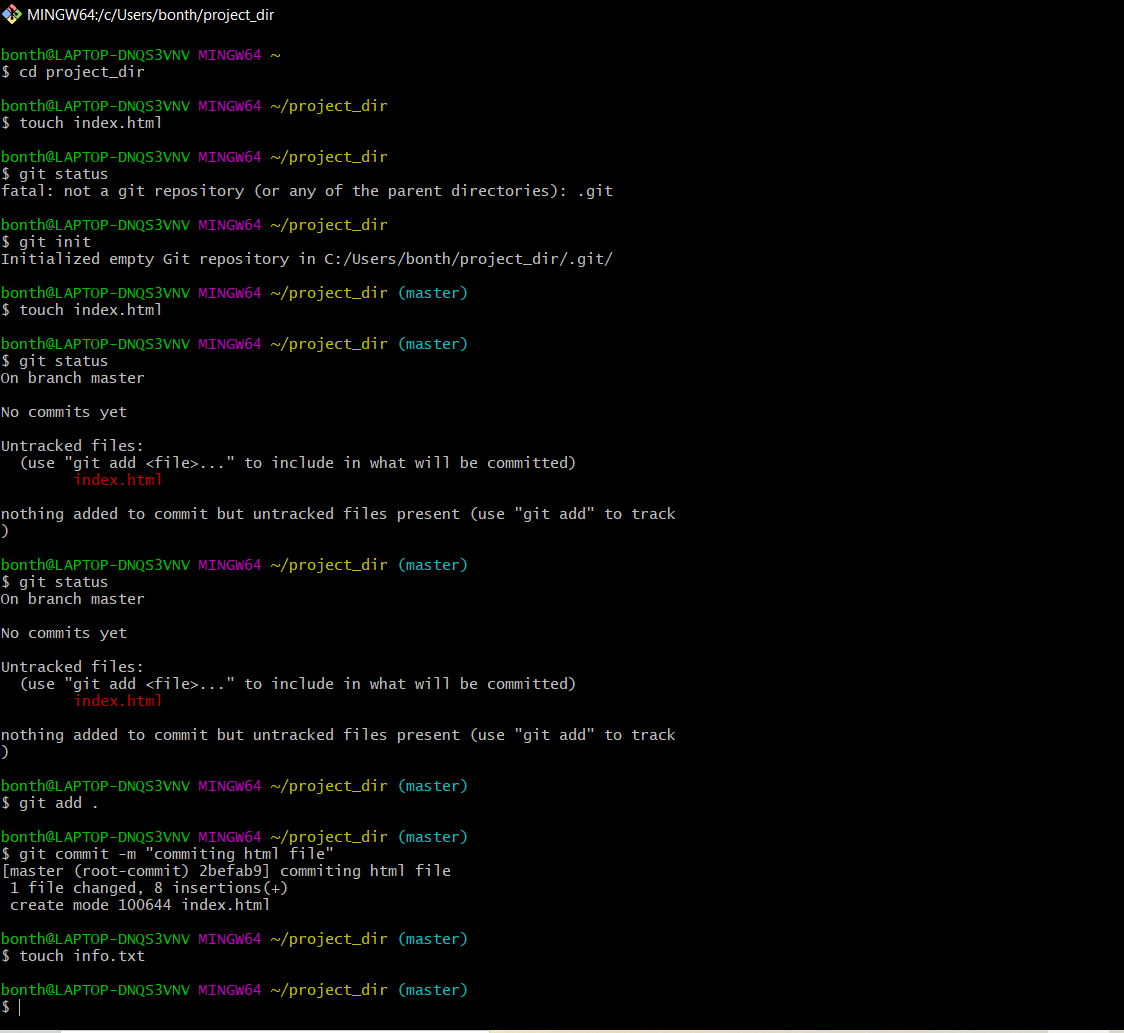 MINGW64:/c/Users/bonth/project_dir
bonth@LAPTOP-DNQS3VNV MINGW64 ~
$ cd project_dir
bonth@LAPTOP-DNQS3VNV MINGW64 ~/project_dir
$ touch index.html
bonth@LAPTOP-DNQS3VNV MINGW64 ~/project_dir
$ git status
fatal: not a git repository (or any of the parent directories): .git
bonth@LAPTOP-DNQS3VNV MINGW64 ~/project_dir
$ git init
Initialized empty Git repository in C:/Users/bonth/project_dir/.git/
bonth@LAPTOP-DNQS3VNV MINGW64 ~/project_dir (master)
$ touch index.html
bonth@LAPTOP-DNQS3VNV MINGW64 ~/project_dir (master)
$ git status
On branch master
No commits yet
Untracked files:
  (use "git add <file>..." to include in what will be committed)
        index.html
nothing added to commit but untracked files present (use "git add" to track
)
bonth@LAPTOP-DNQS3VNV MINGW64 ~/project_dir (master)
$ git status
On branch master
No commits yet
Untracked files:
  (use "git add <file>..." to include in what will be committed)
        index.html
nothing added to commit but untracked files present (use "git add" to track
)
bonth@LAPTOP-DNQS3VNV MINGW64 ~/project_dir (master)
$ git add .
bonth@LAPTOP-DNQS3VNV MINGW64 ~/project_dir (master)
$ git commit -m "commiting html file"
[master (root-commit) 2befab9] commiting html file
 1 file changed, 8 insertions(+)
 create mode 100644 index.html
bonth@LAPTOP-DNQS3VNV MINGW64 ~/project_dir (master)
$ touch info.txt
bonth@LAPTOP-DNQS3VNV MINGW64 ~/project_dir (master)
$